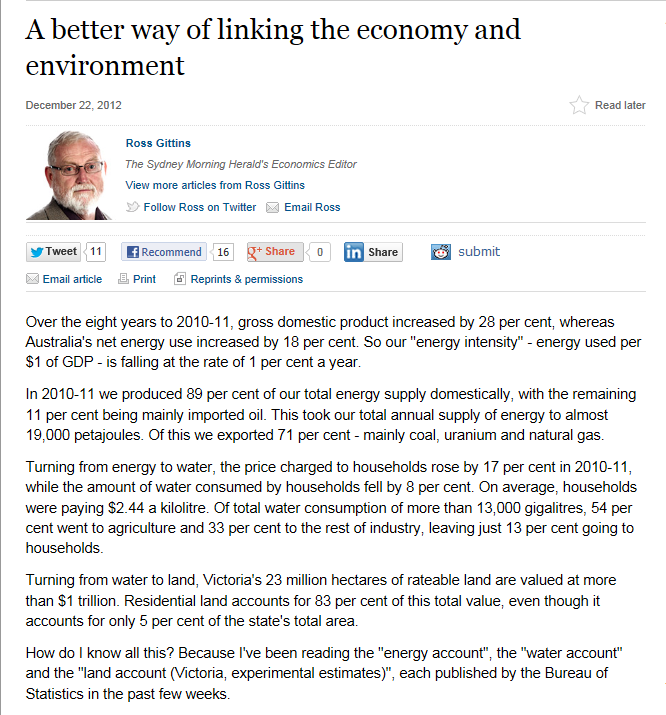 A better way of linking the economy and
environment
December 22, 2012
Read later
Ross Gittins
The Sydney Morning Herald's Economics Editor
View more articles from Ross Gittins
Follow Ross on Twitter Email Ross
Tweet 11 Recommend 16 g+ Share 0 in Share submit
Email article Print Reprints & permissions
Over the eight years to 2010-11, gross domestic product increased by 28 per cent, whereas
Australia's net energy use increased by 18 per cent. So our "energy intensity" - energy used per
$1 of GDP - is falling at the rate of 1 per cent a year.
In 2010-11 we produced 89 per cent of our total energy supply domestically, with the remaining
11 per cent being mainly imported oil. This took our total annual supply of energy to almost
19,000 petajoules. Of this we exported 71 per cent - mainly coal, uranium and natural gas.
Turning from energy to water, the price charged to households rose by 17 per cent in 2010-11,
while the amount of water consumed by households fell by 8 per cent. On average, households
were paying $2.44 a kilolitre. Of total water consumption of more than 13,000 gigalitres, 54 per
cent went to agriculture and 33 per cent to the rest of industry, leaving just 13 per cent going to
households.
Turning from water to land, Victoria's 23 million hectares of rateable land are valued at more
than $1 trillion. Residential land accounts for 83 per cent of this total value, even though it
accounts for only 5 per cent of the state's total area.
How do I know all this? Because I've been reading the "energy account", the "water account"
and the "land account (Victoria, experimental estimates)", each published by the Bureau of
Statistics in the past few weeks.